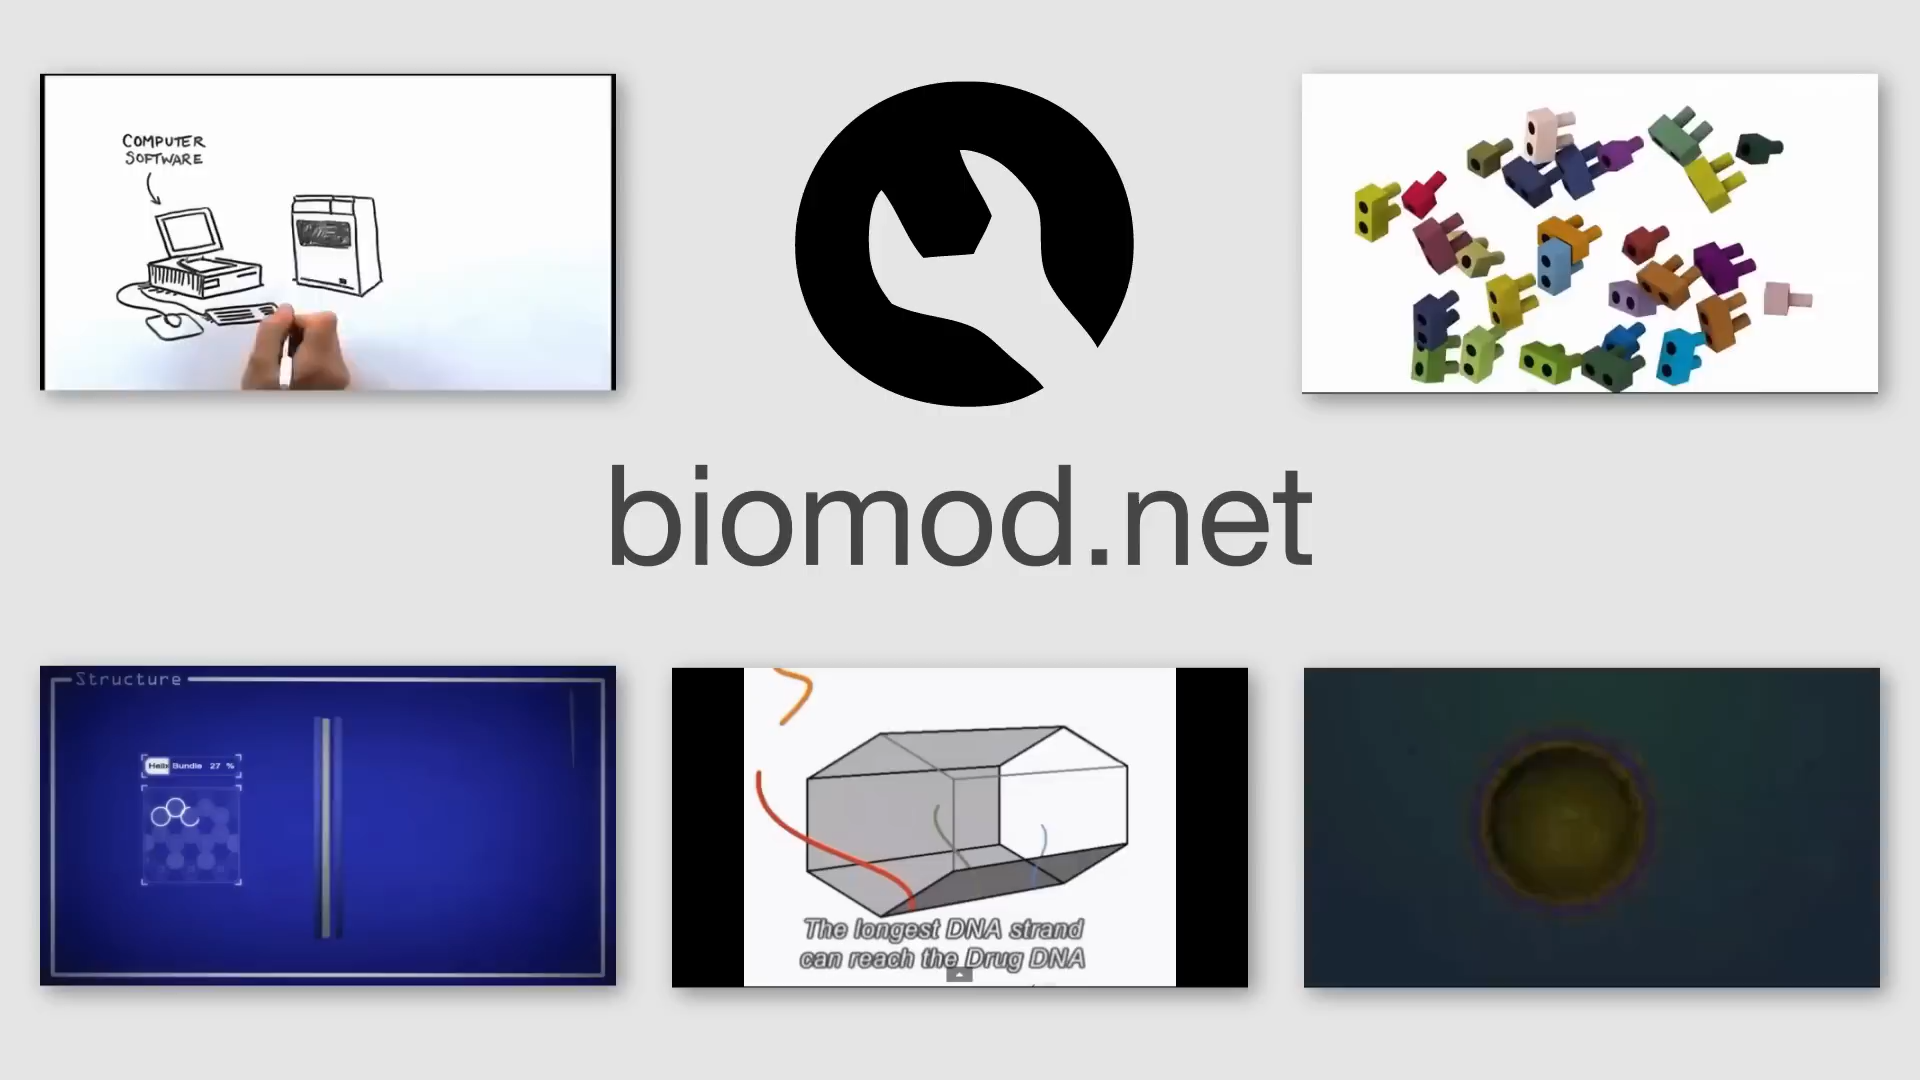 COMPUTER
SOFTWARE
biomod.net
Structure
Helix Bundle 27 %
The longest DNA strand
can reach the Drug DNA